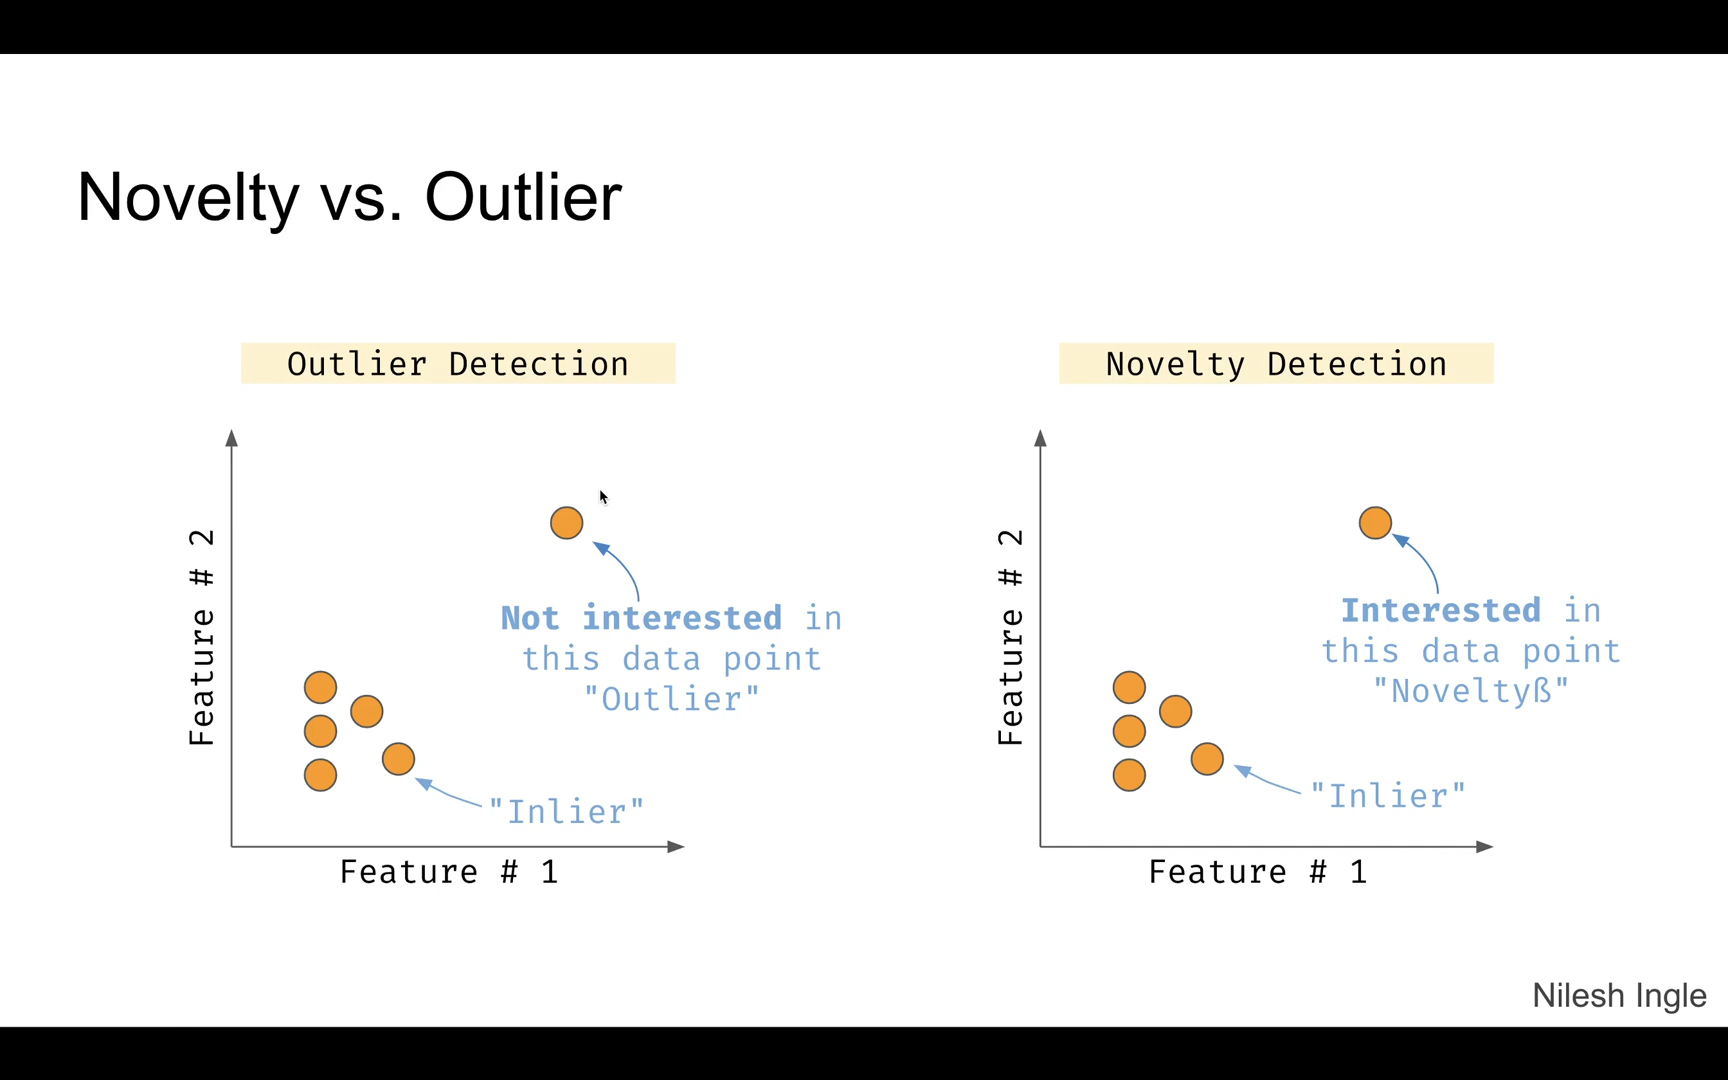 Novelty vs. Outlier
Outlier Detection
Feature # 2
Not interested in
this data point
"Outlier"
"Inlier"
Feature # 1
Novelty Detection
Feature # 2
Interested in
this data point
"Noveltyß"
"Inlier"
Feature # 1
Nilesh Ingle